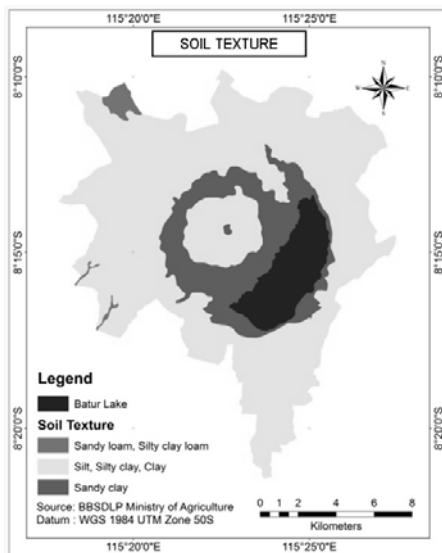 115°20'0"E 115°25'0"E
SOIL TEXTURE
N
W E
S
8°10'0"S 8°10'0"S
8°15'0"S 8°15'0"S
8°20'0"S 8°20'0"S
Legend
Batur Lake
Soil Texture
Sandy loam, Silty clay loam
Silt, Silty clay, Clay
Sandy clay
Source: BBSDLP Ministry of Agriculture
Datum : WGS 1984 UTM Zone 50S
0 1 2 4 6 8
Kilometers
115°20'0"E 115°25'0"E